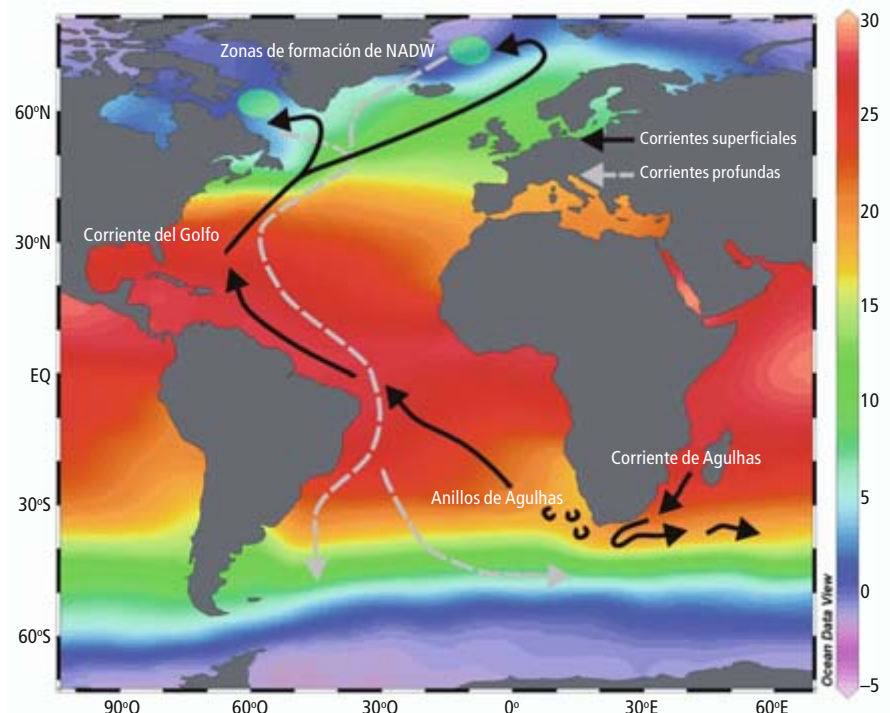 Zonas de formación de NADW
Corrientes superficiales
Corrientes profundas
Corriente del Golfo
Corriente de Agulhas
Anillos de Agulhas
60ºN
30ºN
EQ
30ºS
60ºS
90ºO
60ºO
30ºO
0º
30ºE
60ºE
30
25
20
15
10
5
0
–5
Ocean Data View